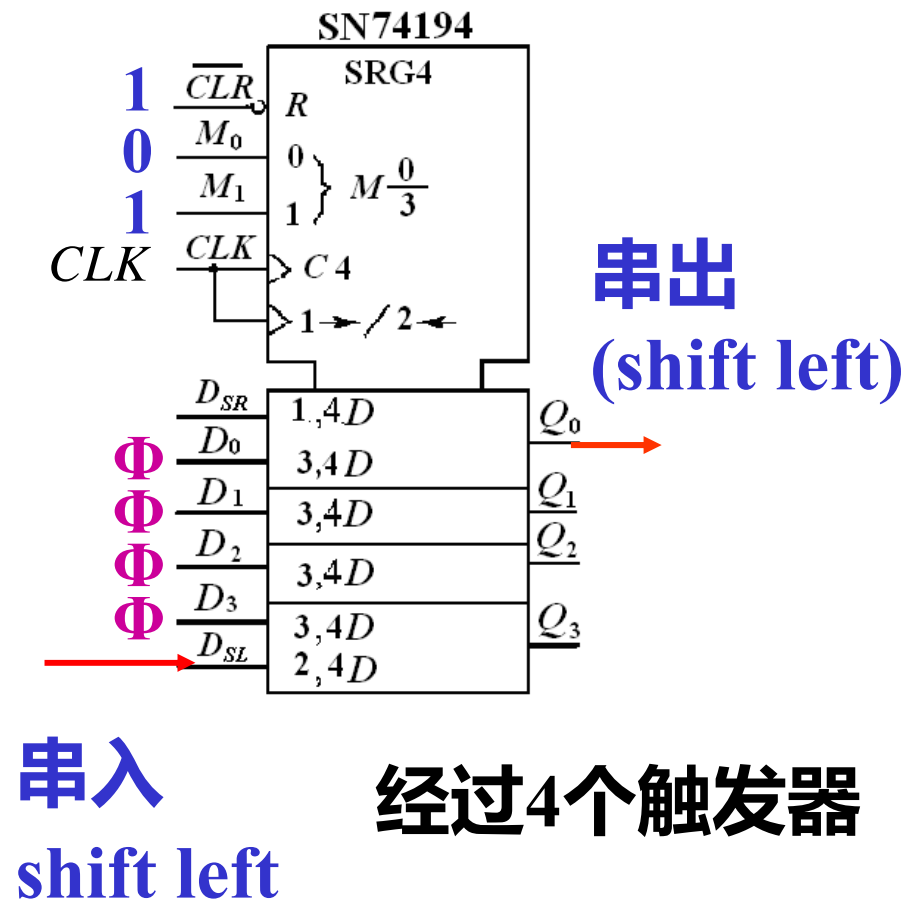 SN74194
SRG4
1 CLR R
0 M0 0
M 0/3
1 M1 1
CLK CLK C4
1→/2←
串出
(shift left)
DSR 1,4D Q0
Φ D0 3,4D
Φ D1 3,4D Q1
Φ D2 3,4D Q2
Φ D3 3,4D Q3
DSL 2,4D
串入
shift left
经过4个触发器